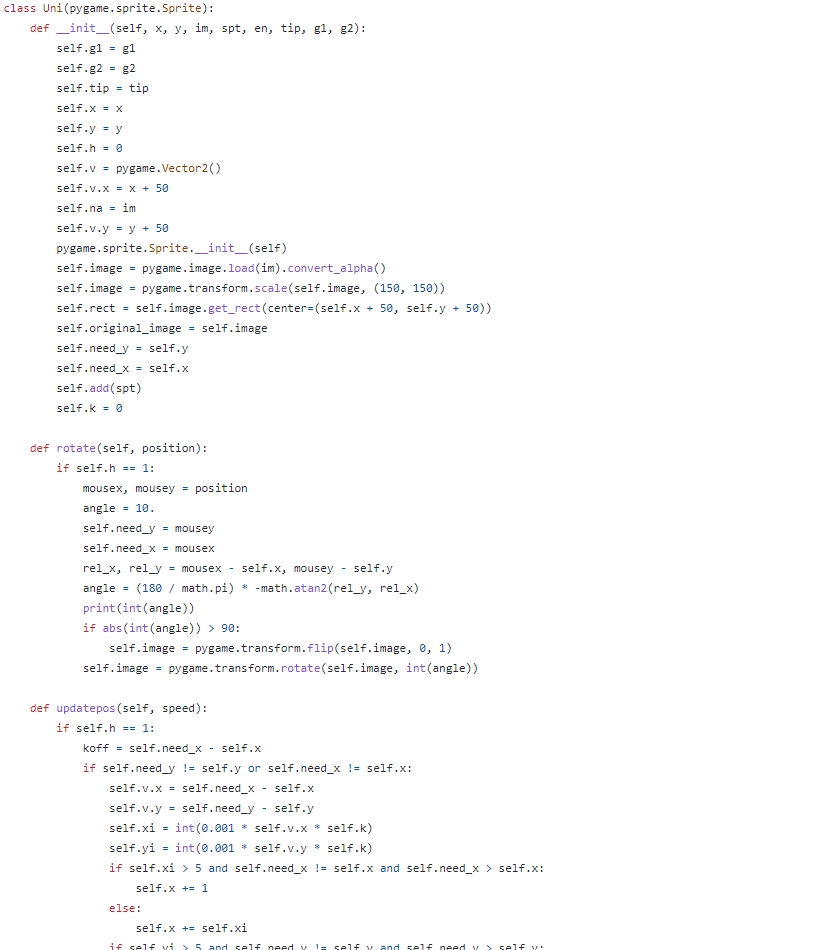 class Uni(pygame.sprite.Sprite):
    def __init__(self, x, y, im, spt, en, tip, g1, g2):
        self.g1 = g1
        self.g2 = g2
        self.tip = tip
        self.x = x
        self.y = y
        self.h = 0
        self.v = pygame.Vector2()
        self.v.x = x + 50
        self.na = im
        self.v.y = y + 50
        pygame.sprite.Sprite.__init__(self)
        self.image = pygame.image.load(im).convert_alpha()
        self.image = pygame.transform.scale(self.image, (150, 150))
        self.rect = self.image.get_rect(center=(self.x + 50, self.y + 50))
        self.original_image = self.image
        self.need_y = self.y
        self.need_x = self.x
        self.add(spt)
        self.k = 0

    def rotate(self, position):
        if self.h == 1:
            mousex, mousey = position
            angle = 10.
            self.need_y = mousey
            self.need_x = mousex
            rel_x, rel_y = mousex - self.x, mousey - self.y
            angle = (180 / math.pi) * -math.atan2(rel_y, rel_x)
            print(int(angle))
            if abs(int(angle)) > 90:
                self.image = pygame.transform.flip(self.image, 0, 1)
            self.image = pygame.transform.rotate(self.image, int(angle))

    def updatepos(self, speed):
        if self.h == 1:
            koff = self.need_x - self.x
            if self.need_y != self.y or self.need_x != self.x:
                self.v.x = self.need_x - self.x
                self.v.y = self.need_y - self.y
                self.xi = int(0.001 * self.v.x * self.k)
                self.yi = int(0.001 * self.v.y * self.k)
                if self.xi > 5 and self.need_x != self.x and self.need_x > self.x:
                    self.x += 1
                else:
                    self.x += self.xi
                if self.yi > 5 and self.need_y != self.y and self.need_y > self.y: